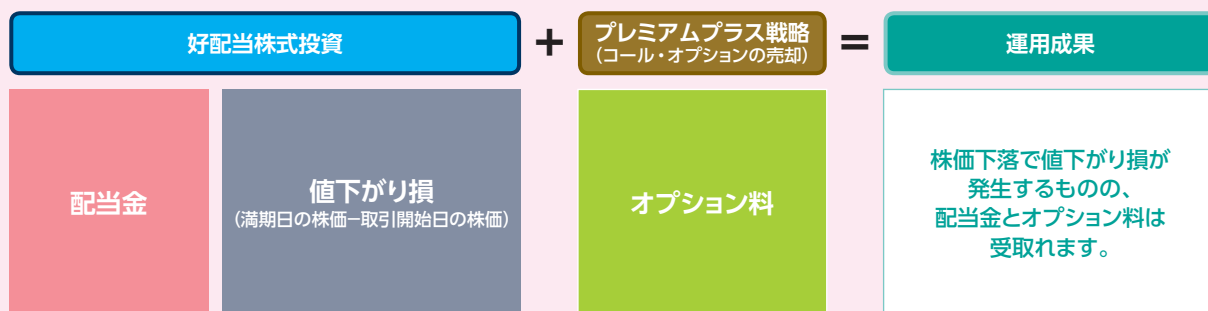 好配当株式投資
+
プレミアムプラス戦略
（コール・オプションの売却）
=
運用成果
配当金
値下がり損
（満期日の株価−取引開始日の株価）
オプション料
株価下落で値下がり損が
発生するものの、
配当金とオプション料は
受取れます。